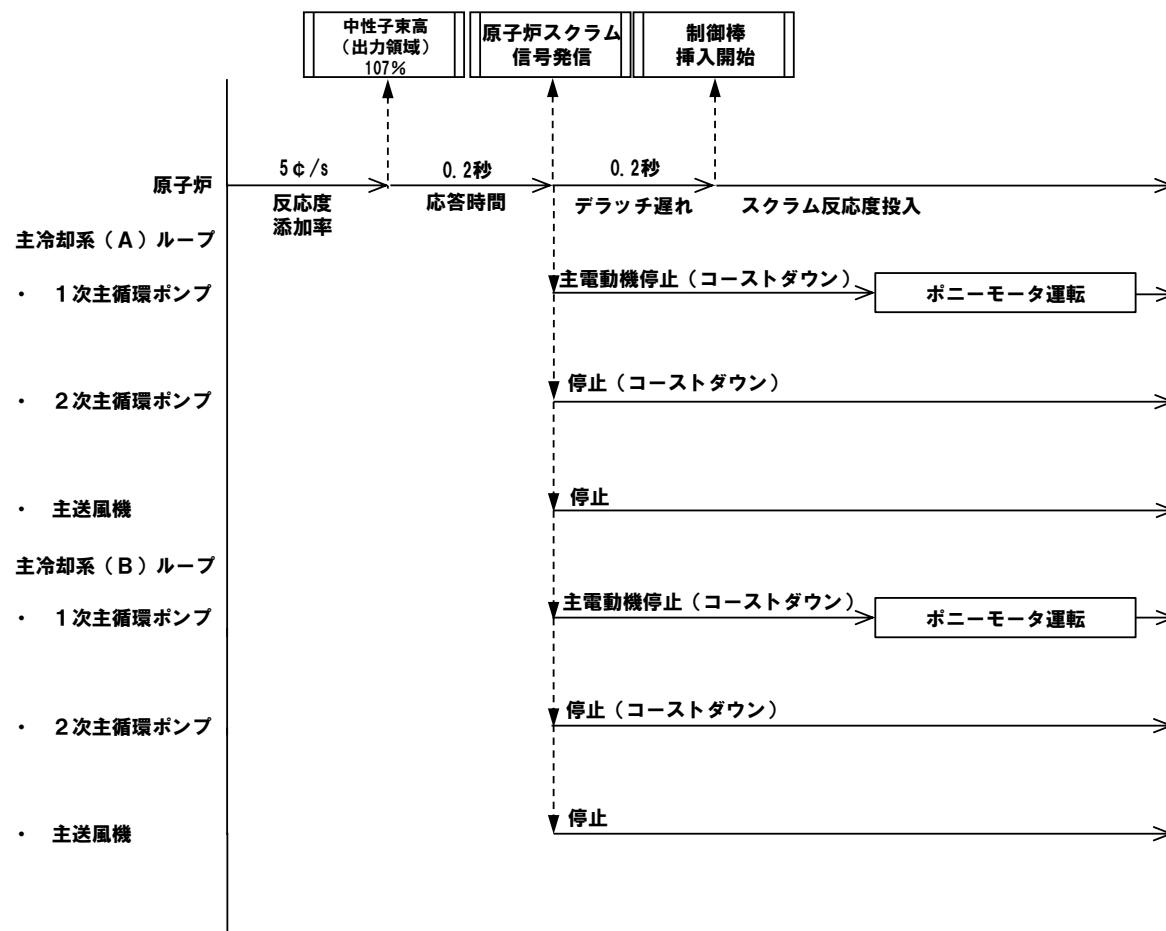 中性子束高
（出力領域）
107%
原子炉スクラム
信号発信
制御棒
挿入開始
原子炉
5¢/s
反応度
添加率
0.2秒
応答時間
0.2秒
デラッチ遅れ
スクラム反応度投入
主冷却系（Ａ）ループ
・　１次主循環ポンプ
主電動機停止（コーストダウン）
ポニーモータ運転
・　２次主循環ポンプ
停止（コーストダウン）
・　主送風機
停止
主冷却系（Ｂ）ループ
・　１次主循環ポンプ
主電動機停止（コーストダウン）
ポニーモータ運転
・　２次主循環ポンプ
停止（コーストダウン）
・　主送風機
停止